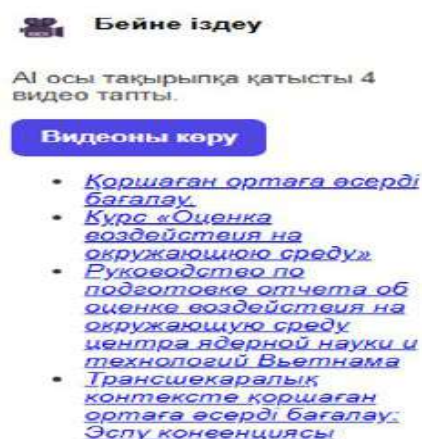 Бейне іздеу
AI осы тақырыпқа қатысты 4
видео тапты.
Видеоны көру
• Қоршаған ортаға әсерді
бағалау.
• Курс «Оценка
воздействия на
окружающюю среду»
• Руководство по
подготовке отчета об
оценке воздействия на
окружающую среду
центра ядерной науки и
технологий Вьетнама
• Трансшекаралық
контексте қоршаған
ортаға әсерді бағалау:
Эспу конвенциясы